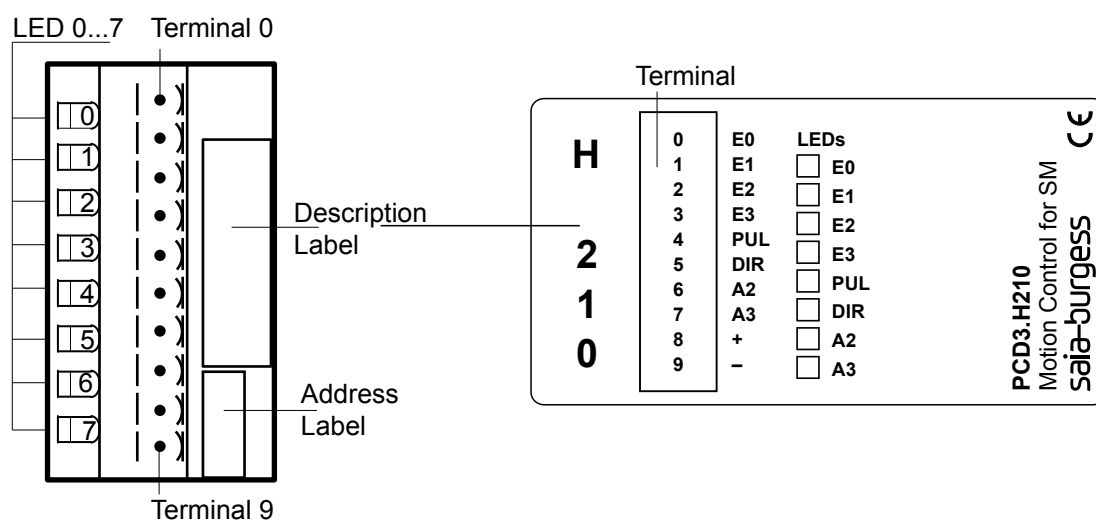 LED 0...7
Terminal 0
0
1
2
3
4
5
6
7
Description
Label
Address
Label
Terminal 9
Terminal
H
2
1
0
0 E0
1 E1
2 E2
3 E3
4 PUL
5 DIR
6 A2
7 A3
8 +
9 –
LEDs
E0
E1
E2
E3
PUL
DIR
A2
A3
PCD3.H210
Motion Control for SM
saia-burgess
CE